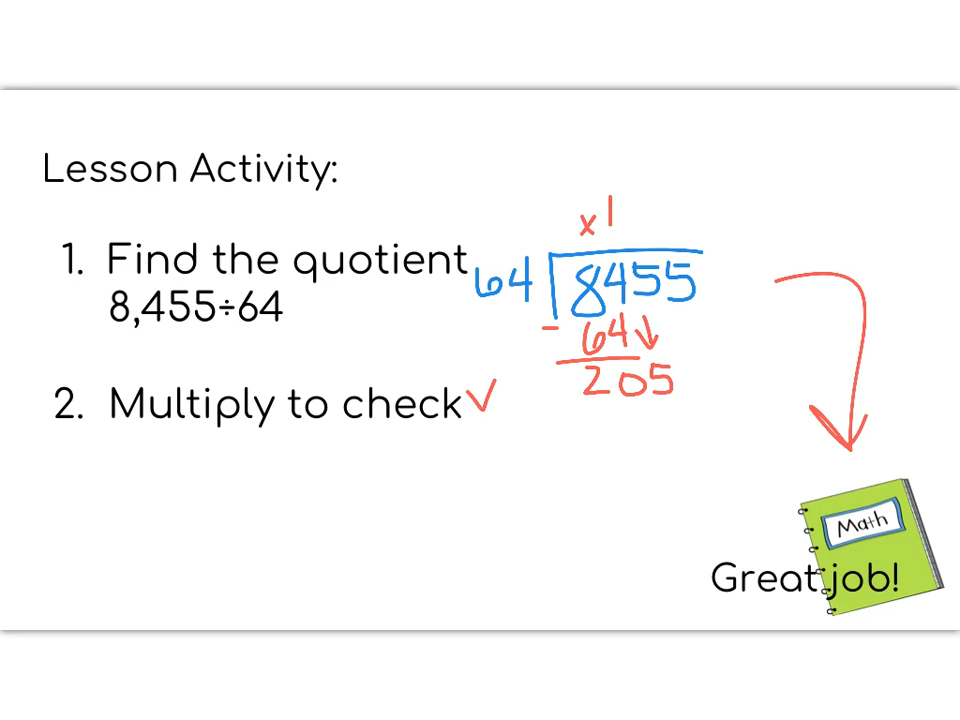 Lesson Activity:
1. Find the quotient
8,455÷64
2. Multiply to check ✓
x1
64 8455
- 64↓
205
Math
Great job!